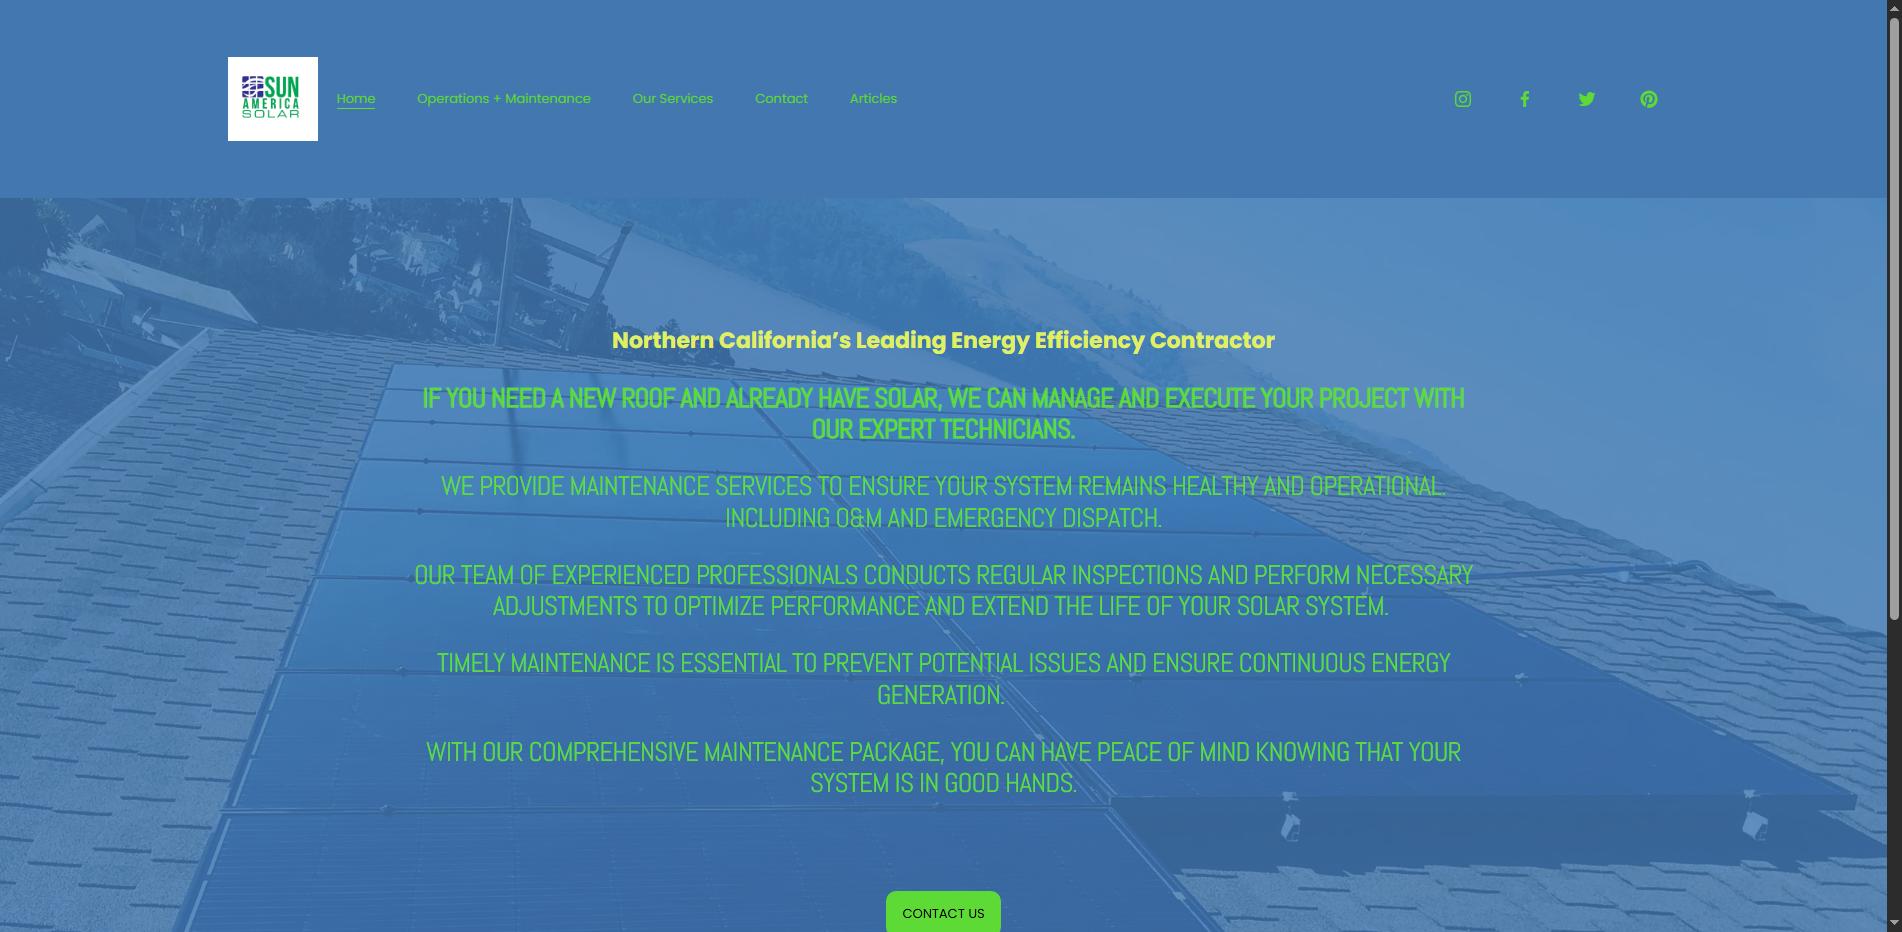 SUN
AMERICA
SOLAR
Home
Operations + Maintenance
Our Services
Contact
Articles
Northern California’s Leading Energy Efficiency Contractor
IF YOU NEED A NEW ROOF AND ALREADY HAVE SOLAR, WE CAN MANAGE AND EXECUTE YOUR PROJECT WITH
OUR EXPERT TECHNICIANS.
WE PROVIDE MAINTENANCE SERVICES TO ENSURE YOUR SYSTEM REMAINS HEALTHY AND OPERATIONAL.
INCLUDING O&M AND EMERGENCY DISPATCH.
OUR TEAM OF EXPERIENCED PROFESSIONALS CONDUCTS REGULAR INSPECTIONS AND PERFORM NECESSARY
ADJUSTMENTS TO OPTIMIZE PERFORMANCE AND EXTEND THE LIFE OF YOUR SOLAR SYSTEM.
TIMELY MAINTENANCE IS ESSENTIAL TO PREVENT POTENTIAL ISSUES AND ENSURE CONTINUOUS ENERGY
GENERATION.
WITH OUR COMPREHENSIVE MAINTENANCE PACKAGE, YOU CAN HAVE PEACE OF MIND KNOWING THAT YOUR
SYSTEM IS IN GOOD HANDS.
CONTACT US